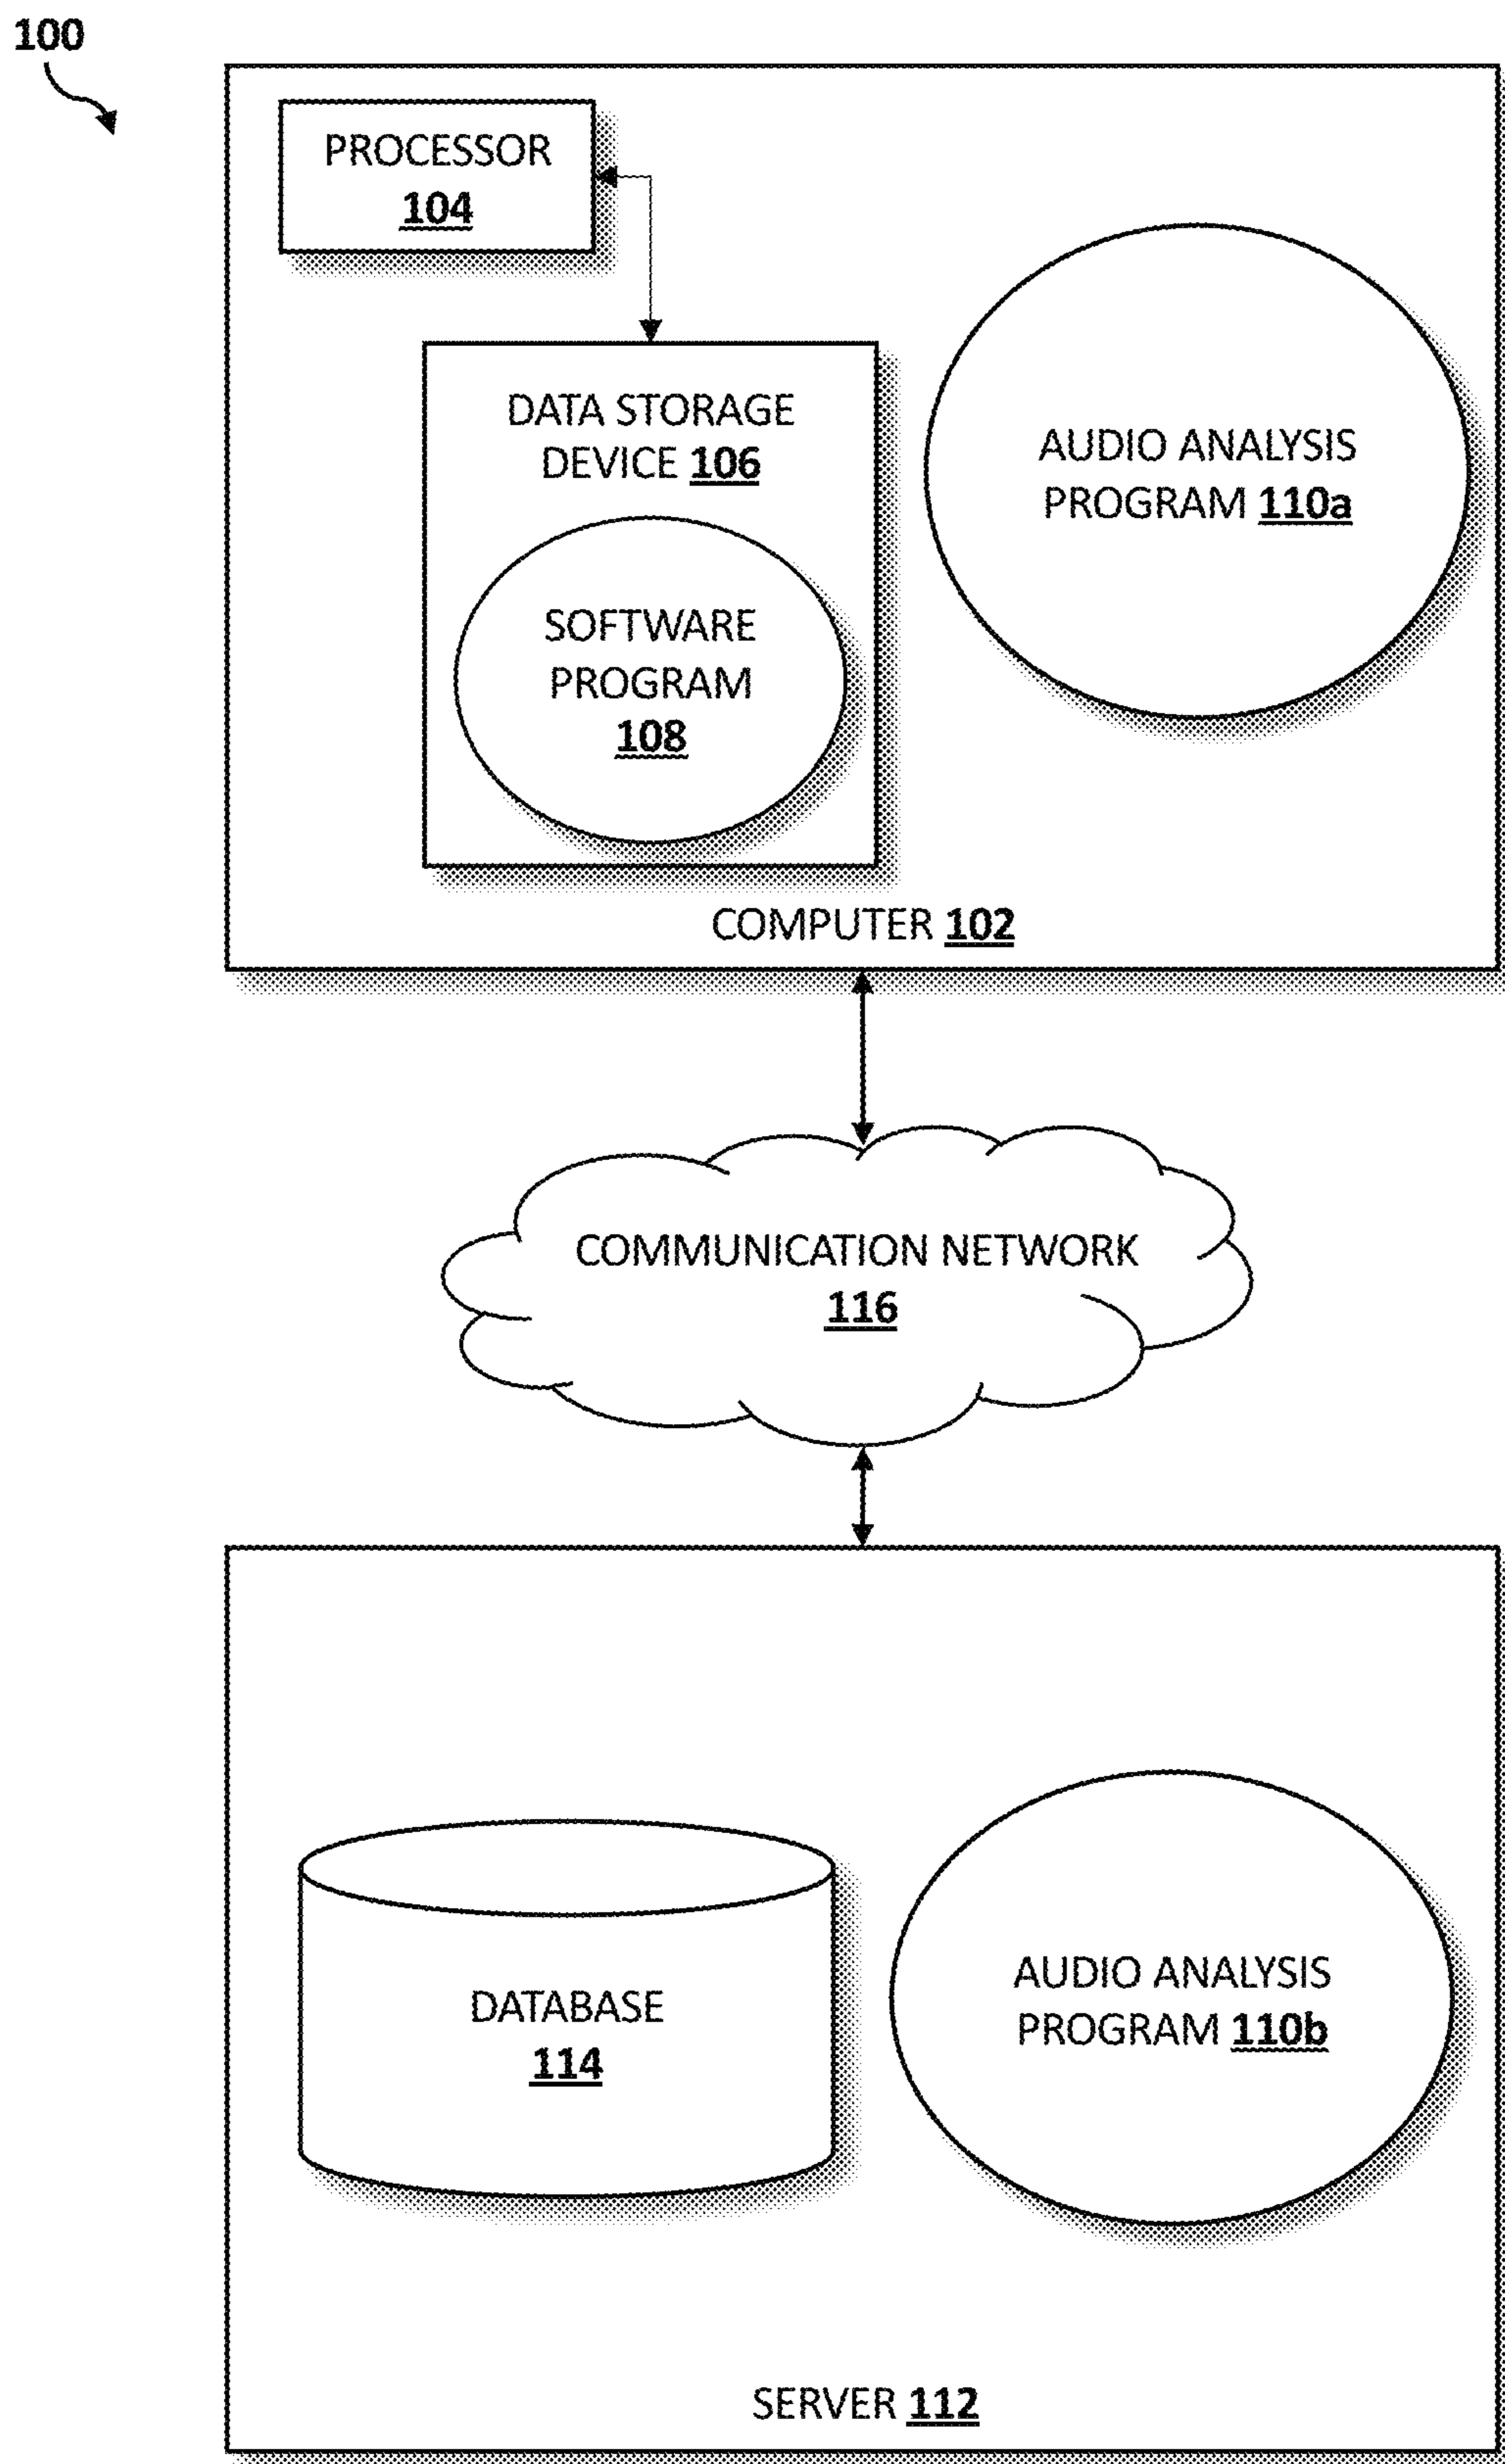 100
PROCESSOR
104
DATA STORAGE
DEVICE 106
SOFTWARE
PROGRAM
108
AUDIO ANALYSIS
PROGRAM 110a
COMPUTER 102
COMMUNICATION NETWORK
116
DATABASE
114
AUDIO ANALYSIS
PROGRAM 110b
SERVER 112